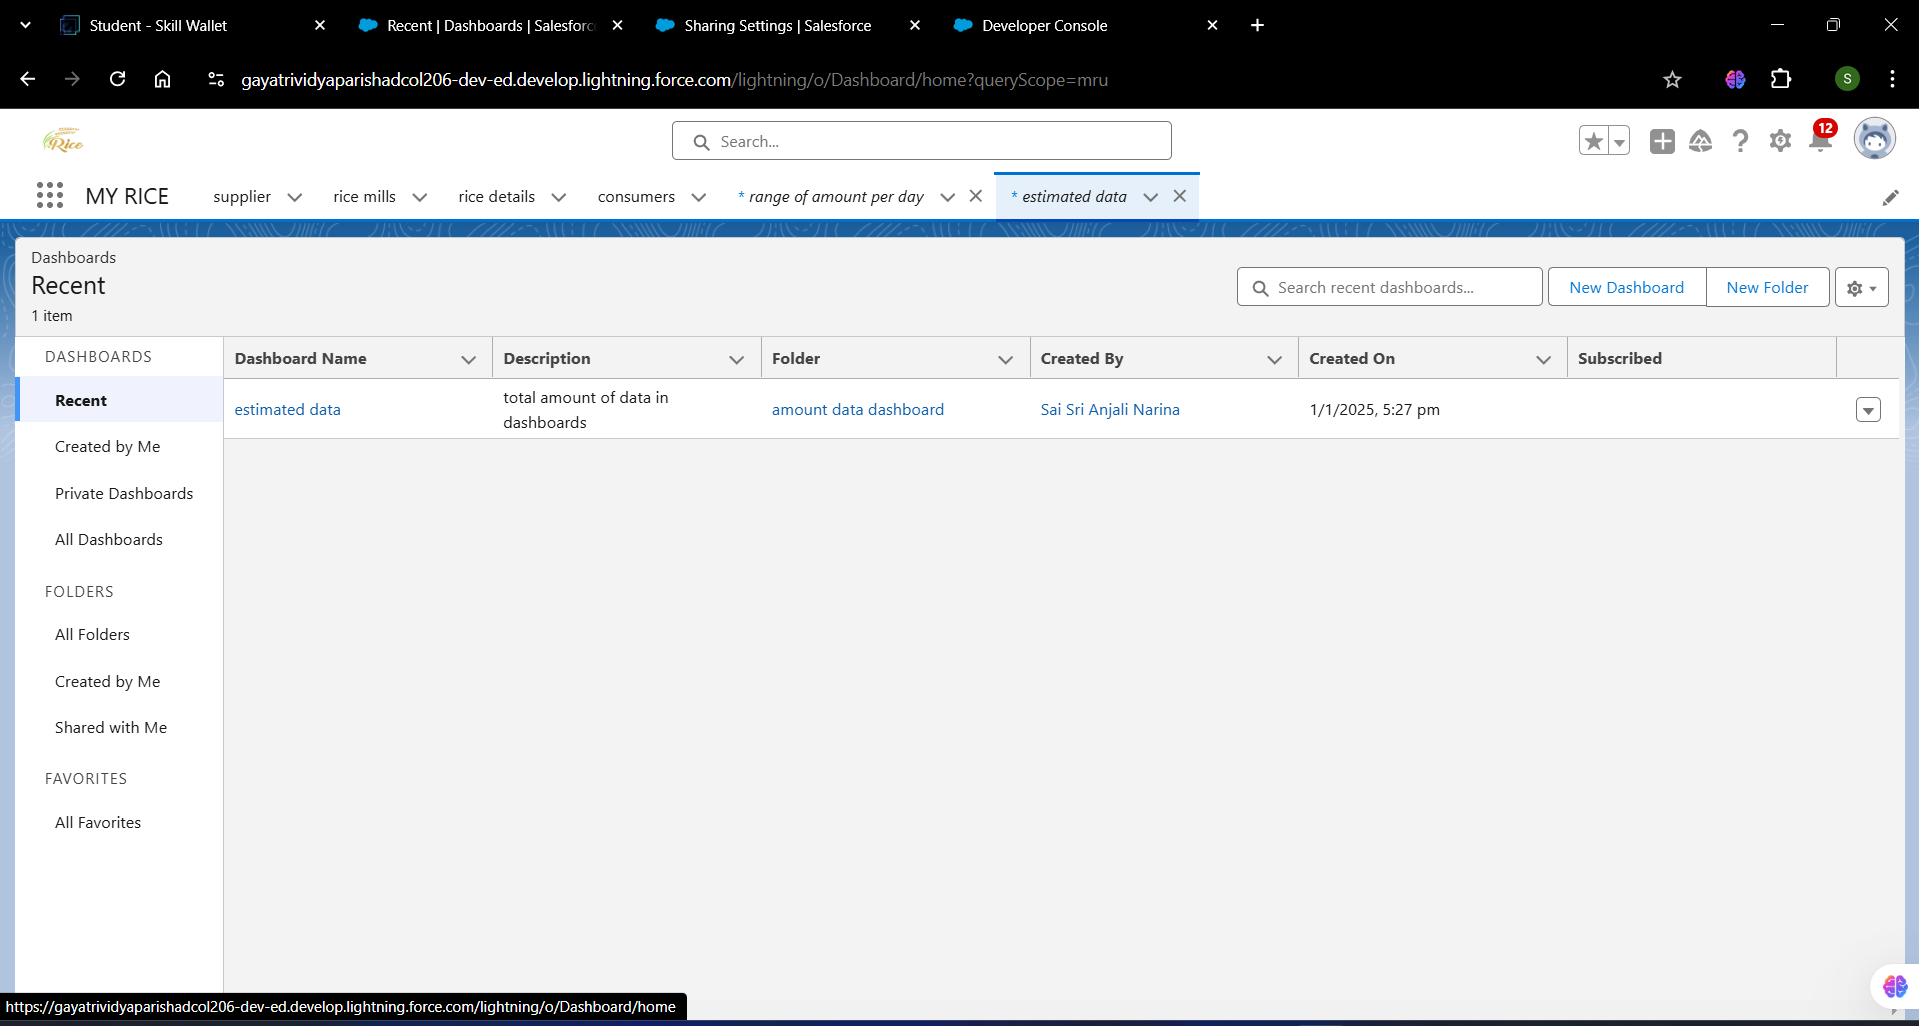 Student - Skill Wallet
Recent | Dashboards | Salesforc
Sharing Settings | Salesforce
Developer Console
gayatrividyaparishadcol206-dev-ed.develop.lightning.force.com/lightning/o/Dashboard/home?queryScope=mru
S
Rice
Search...
12
MY RICE
supplier
rice mills
rice details
consumers
* range of amount per day
* estimated data
Dashboards
Recent
1 item
Search recent dashboards...
New Dashboard
New Folder
DASHBOARDS
Recent
Created by Me
Private Dashboards
All Dashboards
FOLDERS
All Folders
Created by Me
Shared with Me
FAVORITES
All Favorites
Dashboard Name
Description
Folder
Created By
Created On
Subscribed
estimated data
total amount of data in
dashboards
amount data dashboard
Sai Sri Anjali Narina
1/1/2025, 5:27 pm
https://gayatrividyaparishadcol206-dev-ed.develop.lightning.force.com/lightning/o/Dashboard/home